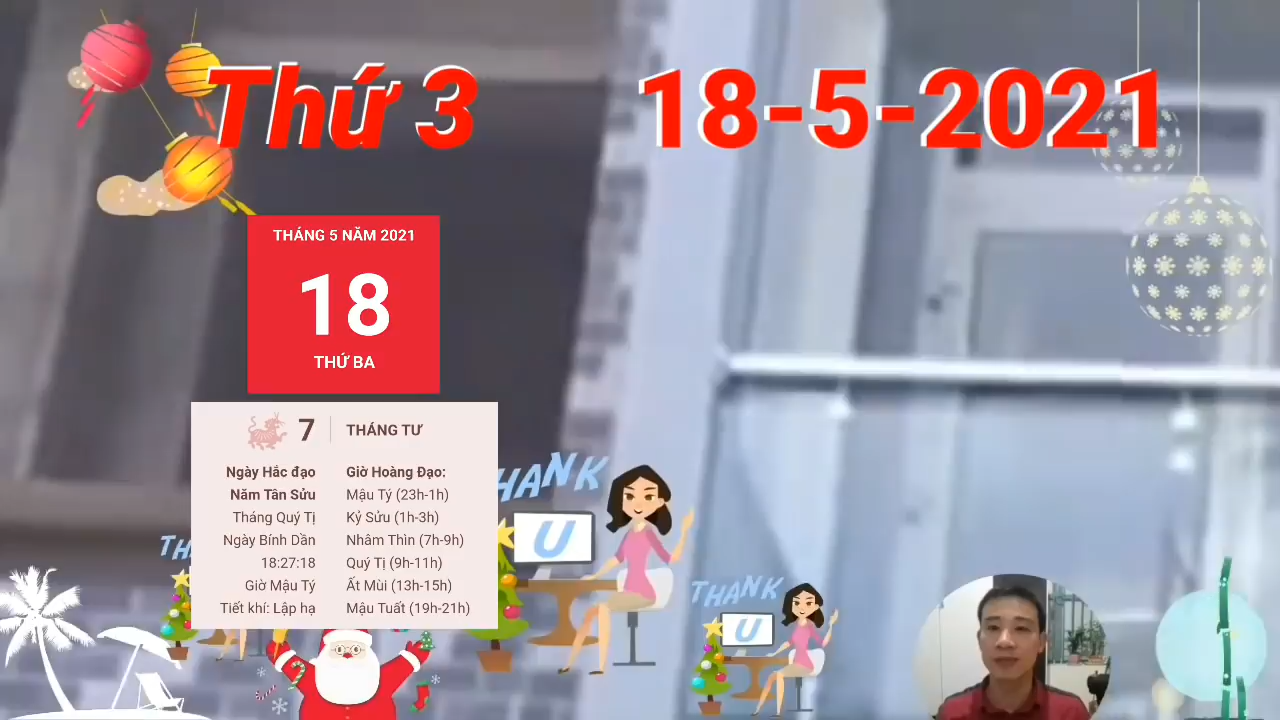 Thứ 3 18-5-2021
THÁNG 5 NĂM 2021
18
THỨ BA
7 THÁNG TƯ
Ngày Hắc đạo Giờ Hoàng Đạo:
Năm Tân Sửu Mậu Tý (23h-1h)
Tháng Quý Tị Kỷ Sửu (1h-3h)
Ngày Bính Dần Nhâm Thìn (7h-9h)
18:27:18 Quý Tị (9h-11h)
Giờ Mậu Tý Ất Mùi (13h-15h)
Tiết khí: Lập hạ Mậu Tuất (19h-21h)
THANK
U
THANK
U